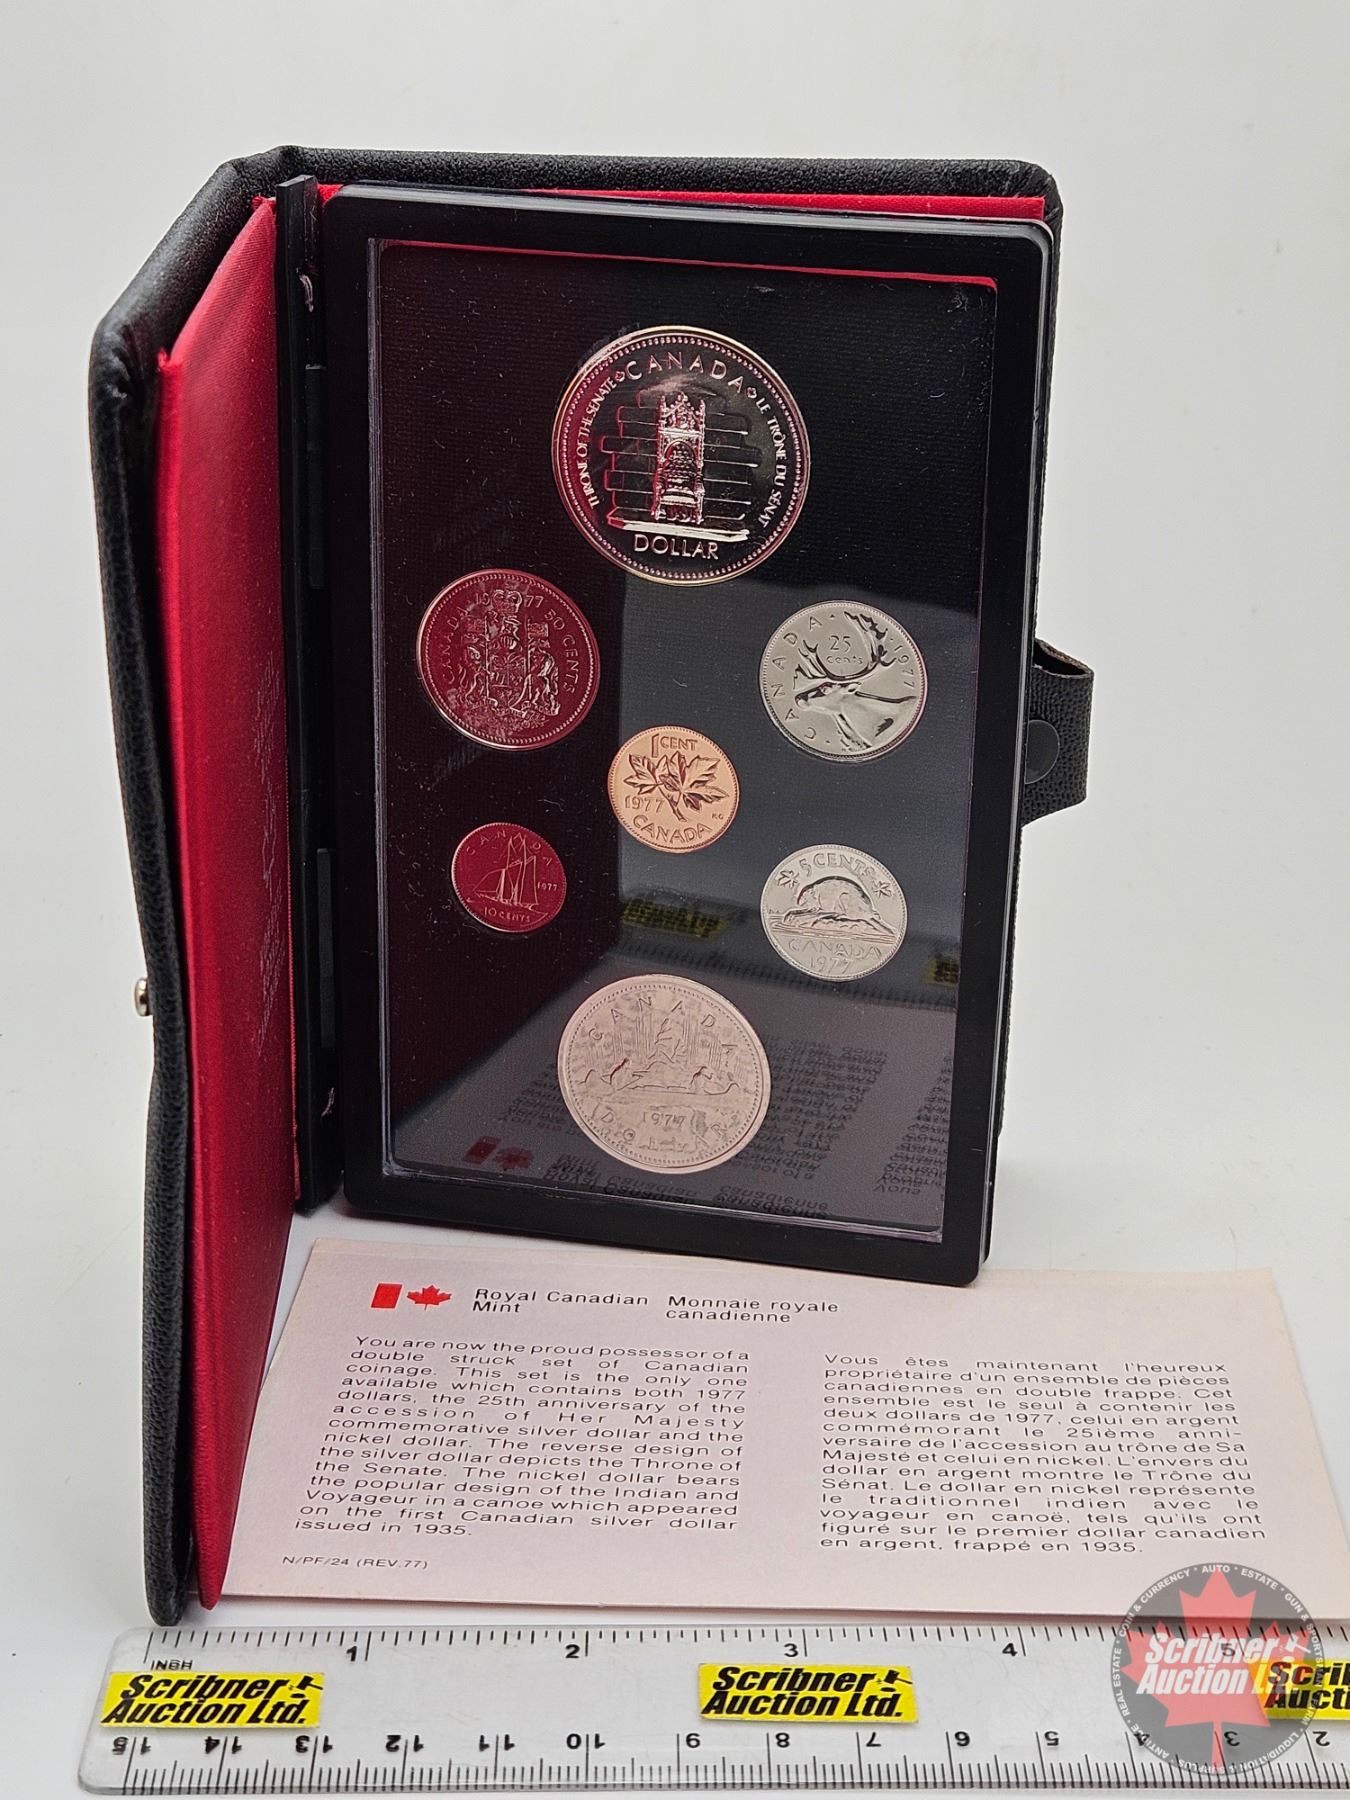 CANADA
THRONE OF THE SENATE
LE TRÔNE DU SÉNAT
DOLLAR
CANADA 1977 50 CENTS
CANADA · 1977
25
cents
1 CENT
1977
KG
CANADA
CANADA
1977
10 CENTS
5 CENTS
CANADA
1977
CANADA
1977
Royal Canadian Mint
Monnaie royale canadienne
You are now the proud possessor of a
double struck set of Canadian
coinage. This set is the only one
available which contains both 1977
dollars, the 25th anniversary of the
accession of Her Majesty
commemorative silver dollar and the
nickel dollar. The reverse design of
the silver dollar depicts the Throne of
the Senate. The nickel dollar bears
the popular design of the Indian and
Voyageur in a canoe which appeared
on the first Canadian silver dollar
issued in 1935.
N/PF/24 (REV.77)
Vous êtes maintenant l'heureux
propriétaire d'un ensemble de pièces
canadiennes en double frappe. Cet
ensemble est le seul à contenir les
deux dollars de 1977, celui en argent
commémorant le 25ième anni-
versaire de l'accession au trône de Sa
Majesté et celui en nickel. L'envers du
dollar en argent montre le Trône du
Sénat. Le dollar en nickel représente
le traditionnel indien avec le
voyageur en canoë, tels qu'ils ont
figuré sur le premier dollar canadien
en argent, frappé en 1935.
1 2 3 4 5
Scribner
Auction Ltd.
Scribner
Auction Ltd.
Scribner
Auction Ltd.
COIN & CURRENCY · AUTO · ESTATE · GUN & SPORTSMAN
15 14 13 12 11 10 9 8 7 6 5 4 3 2